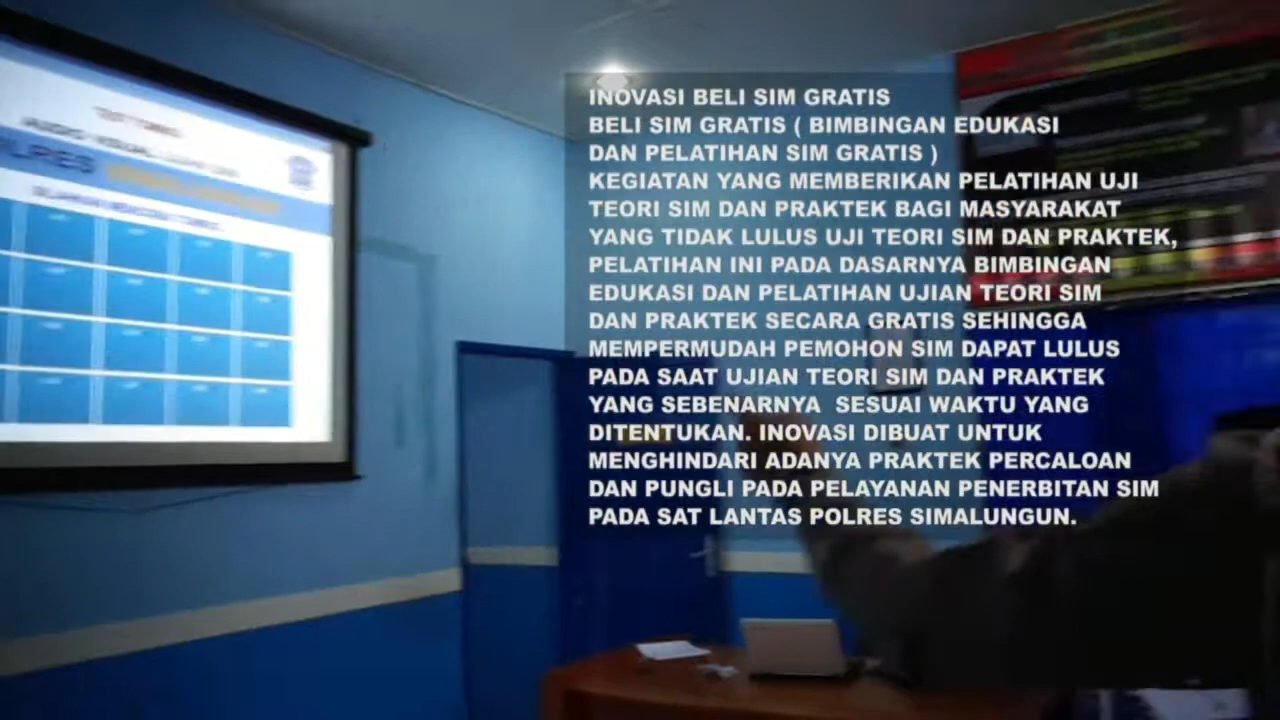 INOVASI BELI SIM GRATIS
BELI SIM GRATIS ( BIMBINGAN EDUKASI
DAN PELATIHAN SIM GRATIS )
KEGIATAN YANG MEMBERIKAN PELATIHAN UJI
TEORI SIM DAN PRAKTEK BAGI MASYARAKAT
YANG TIDAK LULUS UJI TEORI SIM DAN PRAKTEK,
PELATIHAN INI PADA DASARNYA BIMBINGAN
EDUKASI DAN PELATIHAN UJIAN TEORI SIM
DAN PRAKTEK SECARA GRATIS SEHINGGA
MEMPERMUDAH PEMOHON SIM DAPAT LULUS
PADA SAAT UJIAN TEORI SIM DAN PRAKTEK
YANG SEBENARNYA  SESUAI WAKTU YANG
DITENTUKAN. INOVASI DIBUAT UNTUK
MENGHINDARI ADANYA PRAKTEK PERCALOAN
DAN PUNGLI PADA PELAYANAN PENERBITAN SIM
PADA SAT LANTAS POLRES SIMALUNGUN.